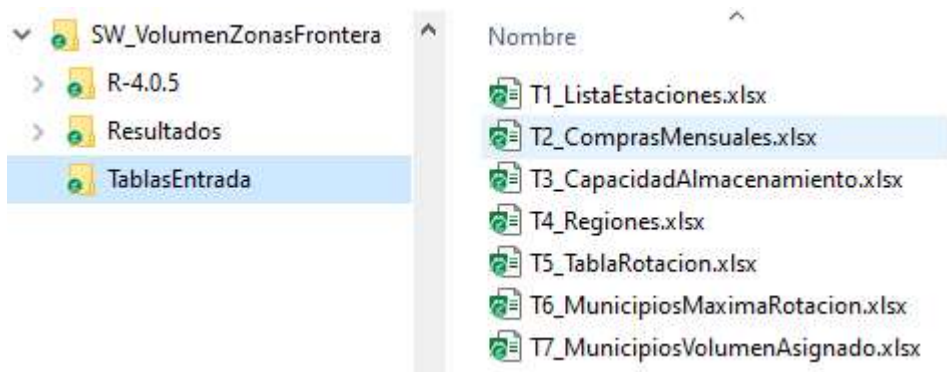 SW_VolumenZonasFrontera
R-4.0.5
Resultados
TablasEntrada
Nombre
T1_ListaEstaciones.xlsx
T2_ComprasMensuales.xlsx
T3_CapacidadAlmacenamiento.xlsx
T4_Regiones.xlsx
T5_TablaRotacion.xlsx
T6_MunicipiosMaximaRotacion.xlsx
T7_MunicipiosVolumenAsignado.xlsx